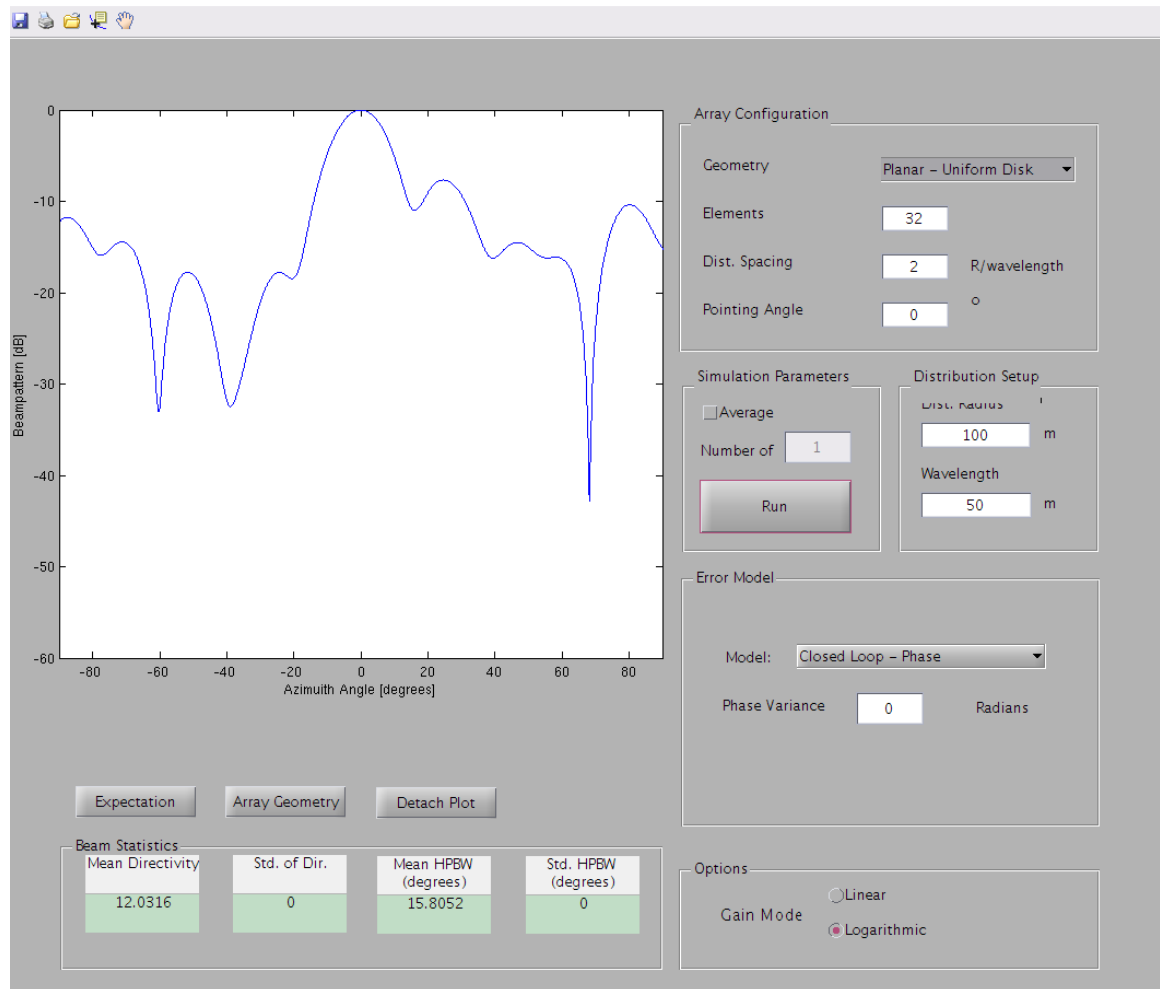 0
-10
-20
-30
-40
-50
-60
Beampattern [dB]
-80 -60 -40 -20 0 20 40 60 80
Azimuith Angle [degrees]
Array Configuration
Geometry Planar – Uniform Disk
Elements 32
Dist. Spacing 2 R/wavelength
Pointing Angle 0 o
Simulation Parameters
Average
Number of 1
Run
Distribution Setup
Dist. Radius
100 m
Wavelength
50 m
Error Model
Model: Closed Loop – Phase
Phase Variance 0 Radians
Expectation Array Geometry Detach Plot
Beam Statistics
Mean Directivity Std. of Dir. Mean HPBW (degrees) Std. HPBW (degrees)
12.0316 0 15.8052 0
Options
Gain Mode
Linear
Logarithmic